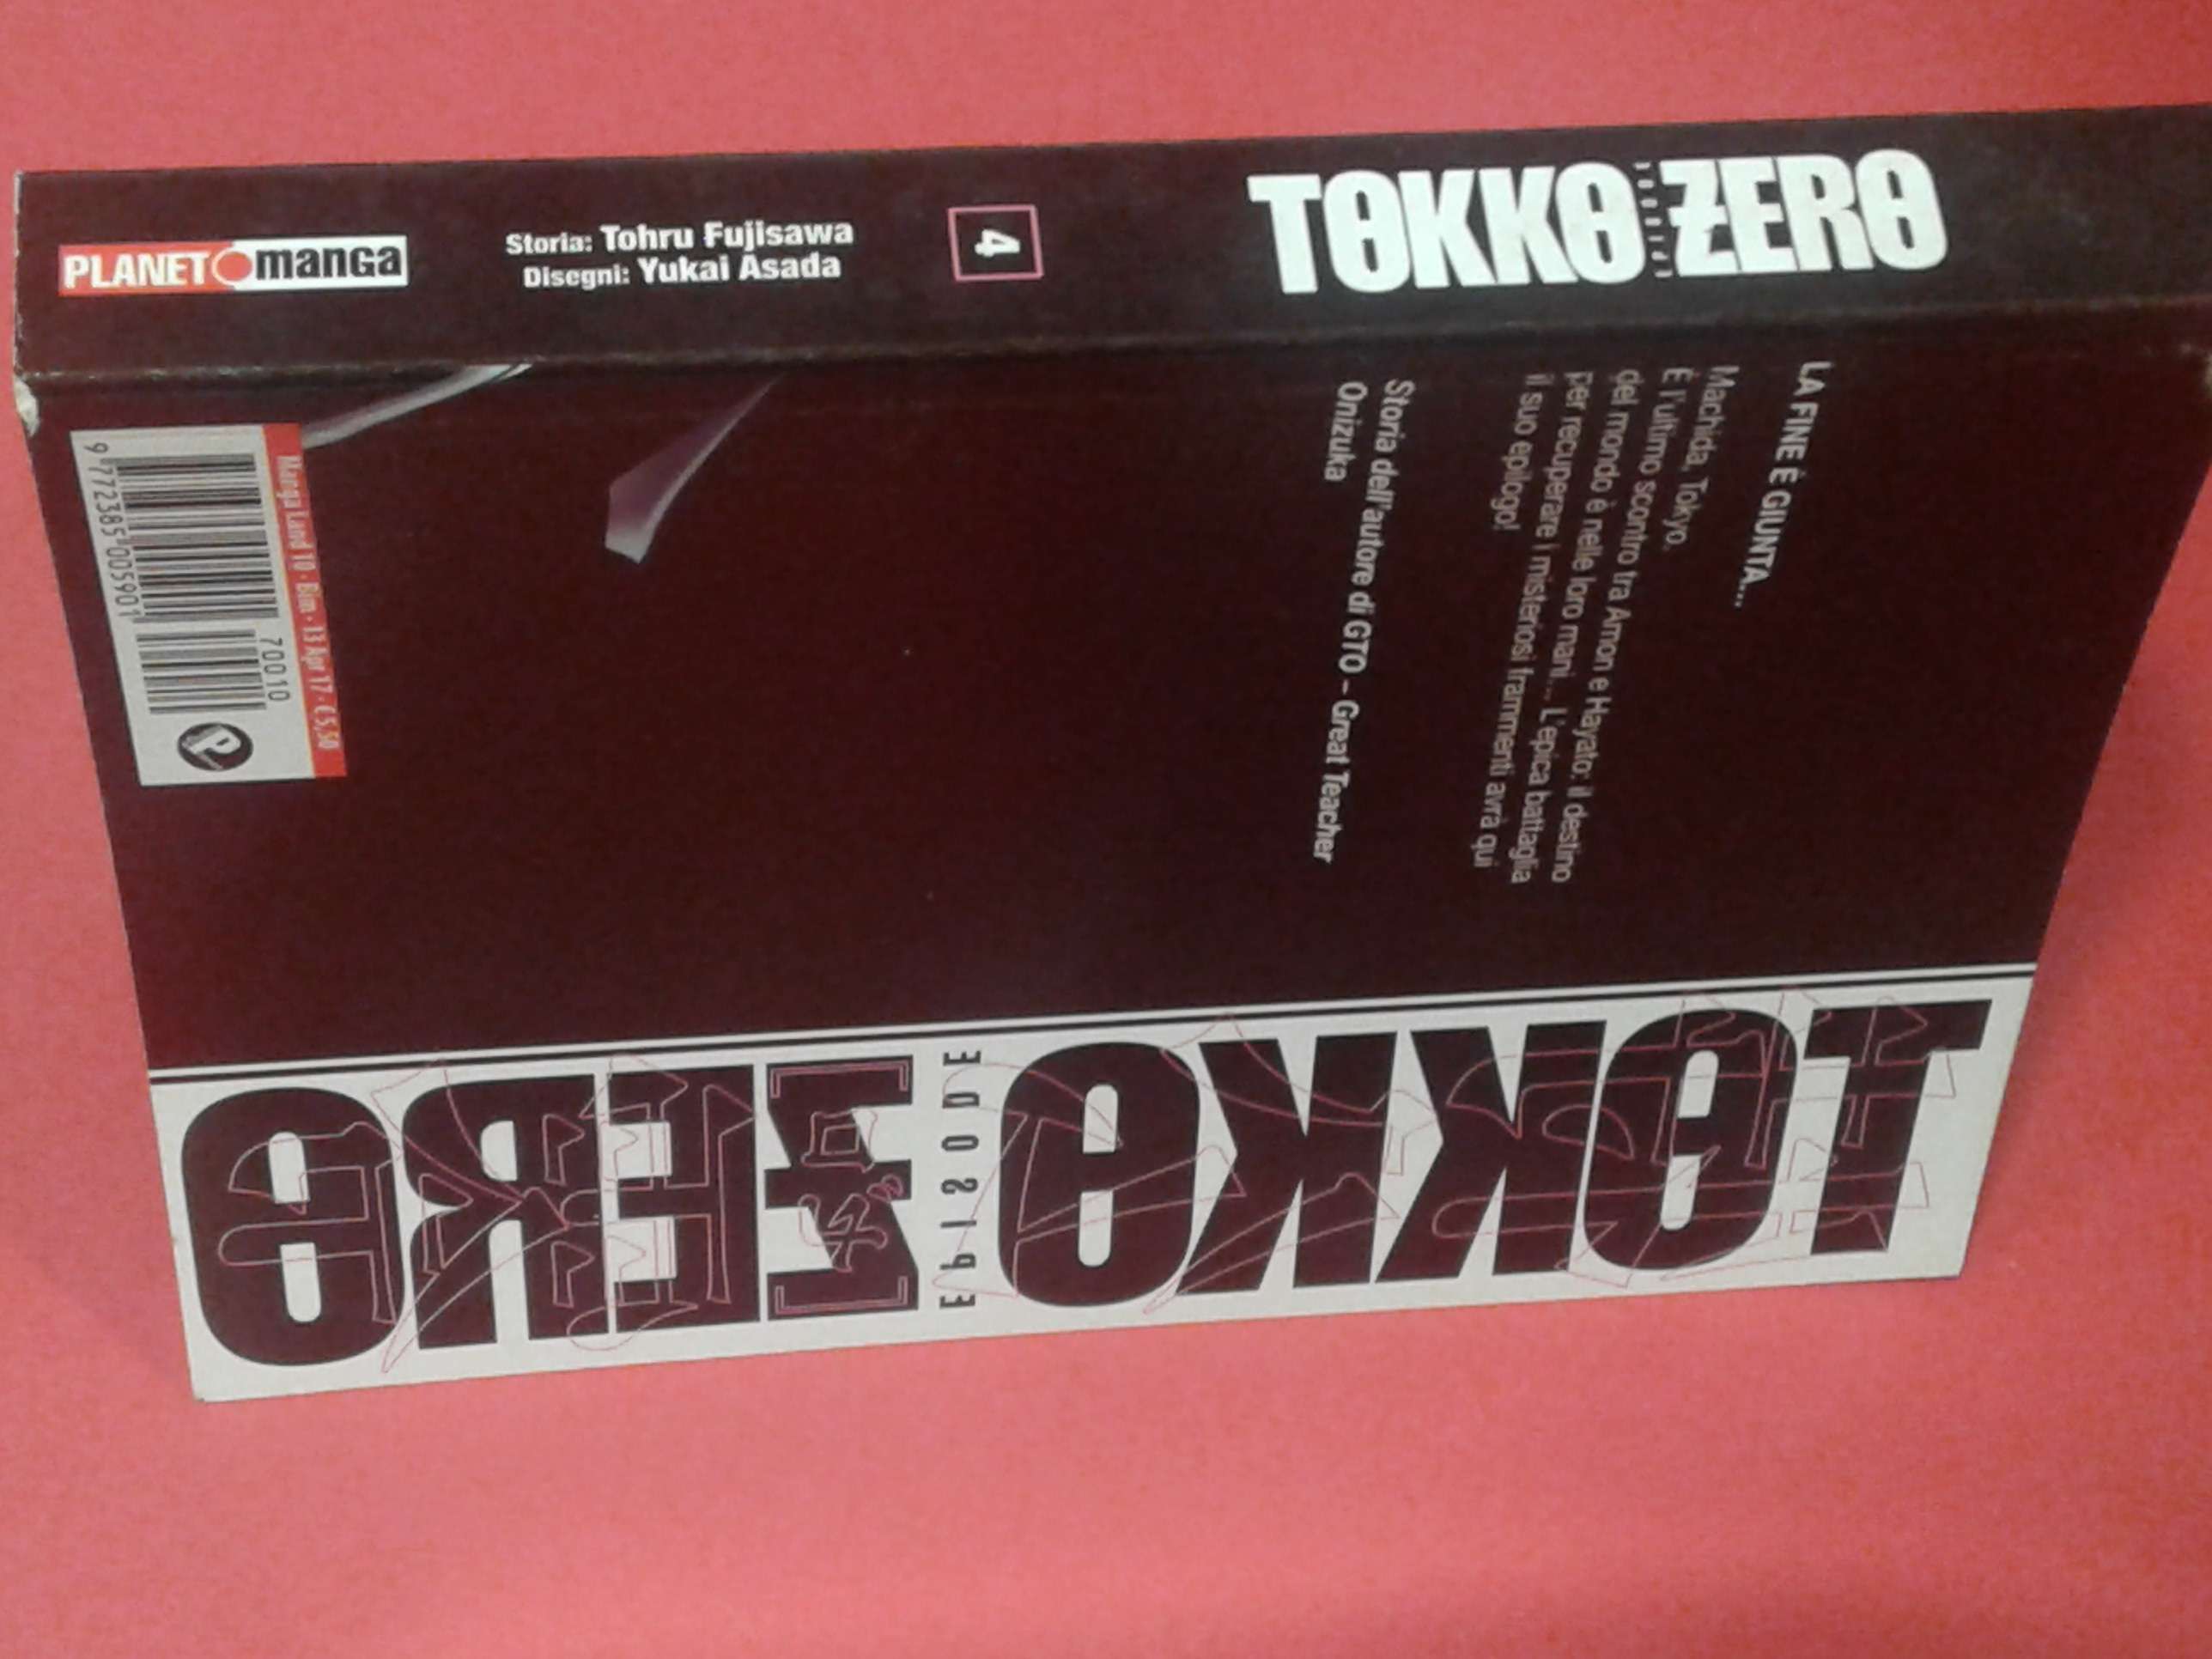 PLANET manga
Storia: Tohru Fujisawa
Disegni: Yukai Asada
4
TOKKO EPISODE ZERO
LA FINE È GIUNTA...
Machida, Tokyo.
È l'ultimo scontro tra Amon e Hayato: il destino
del mondo è nelle loro mani... L'epica battaglia
per recuperare i misteriosi frammenti avrà qui
il suo epilogo!
Storia dell'autore di GTO – Great Teacher
Onizuka
Manga Land 10 · Bim · 13 Apr 17 · €5,50
70010
9 772385 005901
P
TOKKO
EPISODE
ZERO